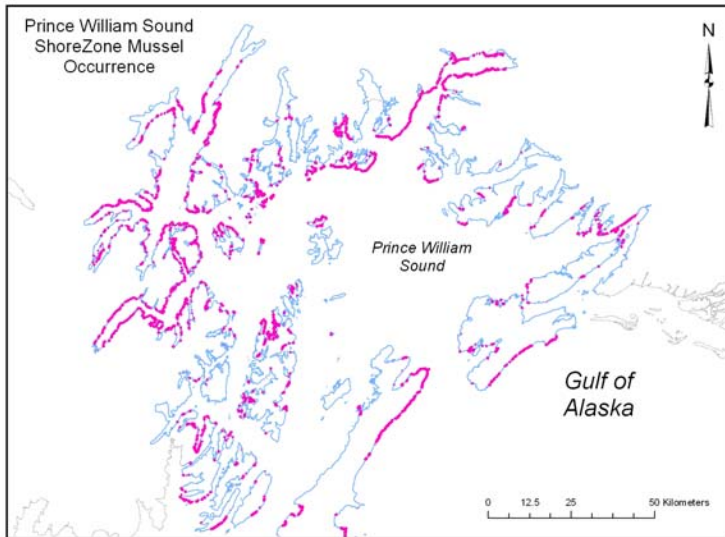 Prince William Sound
ShoreZone Mussel
Occurrence
N
Prince William
Sound
Gulf of
Alaska
0 12.5 25 50 Kilometers